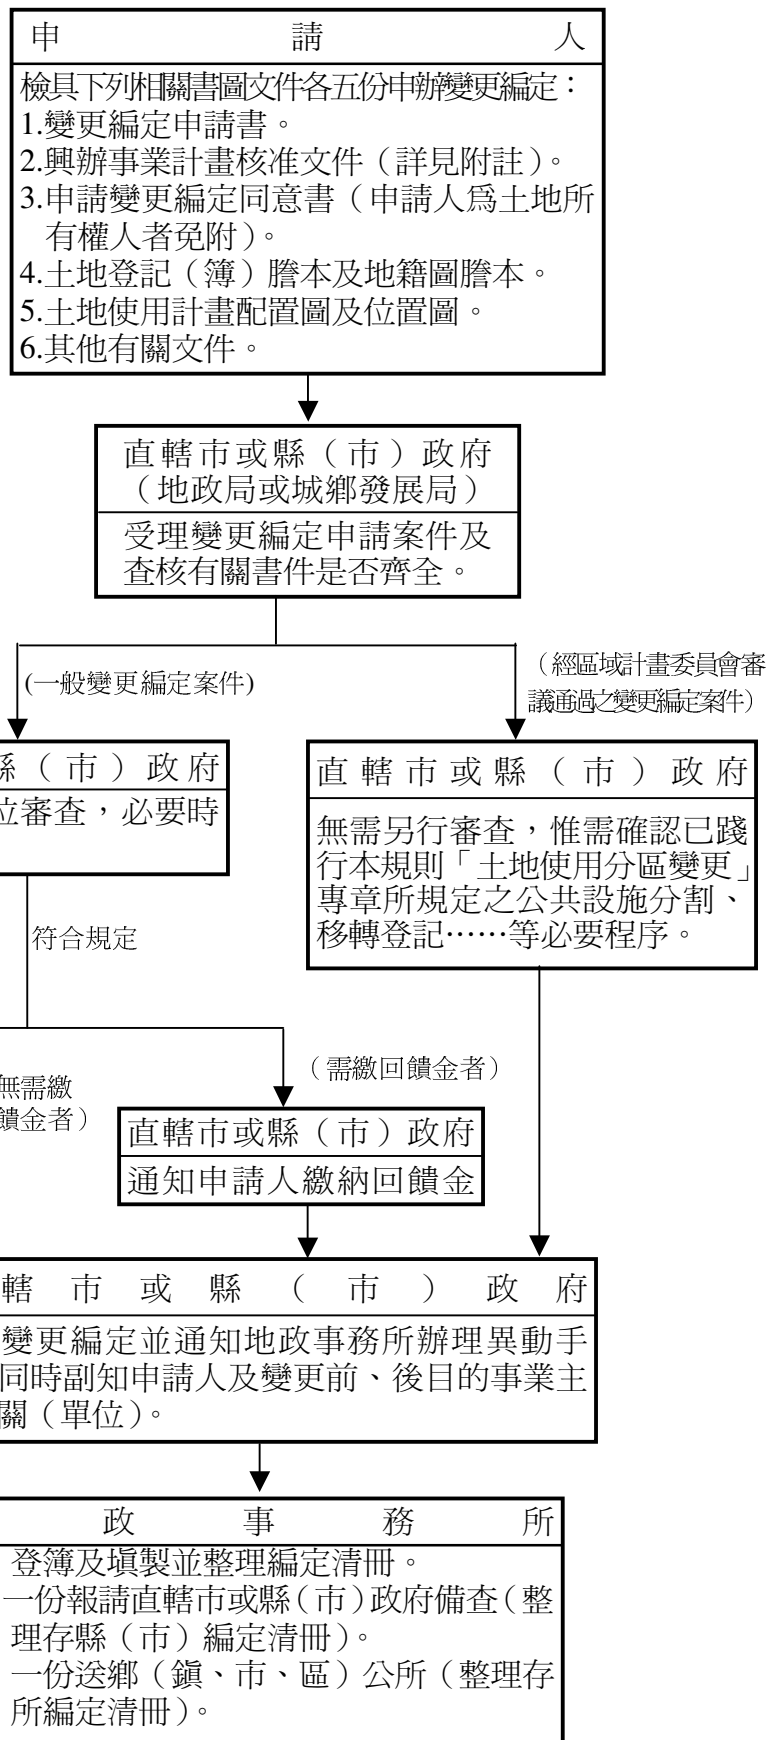 申請人
檢具下列相關書圖文件各五份申辦變更編定：
1.變更編定申請書。
2.興辦事業計畫核准文件（詳見附註）。
3.申請變更編定同意書（申請人為土地所
有權人者免附）。
4.土地登記（簿）謄本及地籍圖謄本。
5.土地使用計畫配置圖及位置圖。
6.其他有關文件。
直轄市或縣（市）政府
（地政局或城鄉發展局）
受理變更編定申請案件及
查核有關書件是否齊全。
(一般變更編定案件)
（經區域計畫委員會審
議通過之變更編定案件）
縣（市）政府
位審查，必要時
直轄市或縣（市）政府
無需另行審查，惟需確認已踐
行本規則「土地使用分區變更」
專章所規定之公共設施分割、
移轉登記……等必要程序。
符合規定
無需繳
饋金者）
（需繳回饋金者）
直轄市或縣（市）政府
通知申請人繳納回饋金
轄市或縣（市）政府
變更編定並通知地政事務所辦理異動手
同時副知申請人及變更前、後目的事業主
關（單位）。
政事務所
登簿及填製並整理編定清冊。
一份報請直轄市或縣（市）政府備查（整
理存縣（市）編定清冊）。
一份送鄉（鎮、市、區）公所（整理存
所編定清冊）。